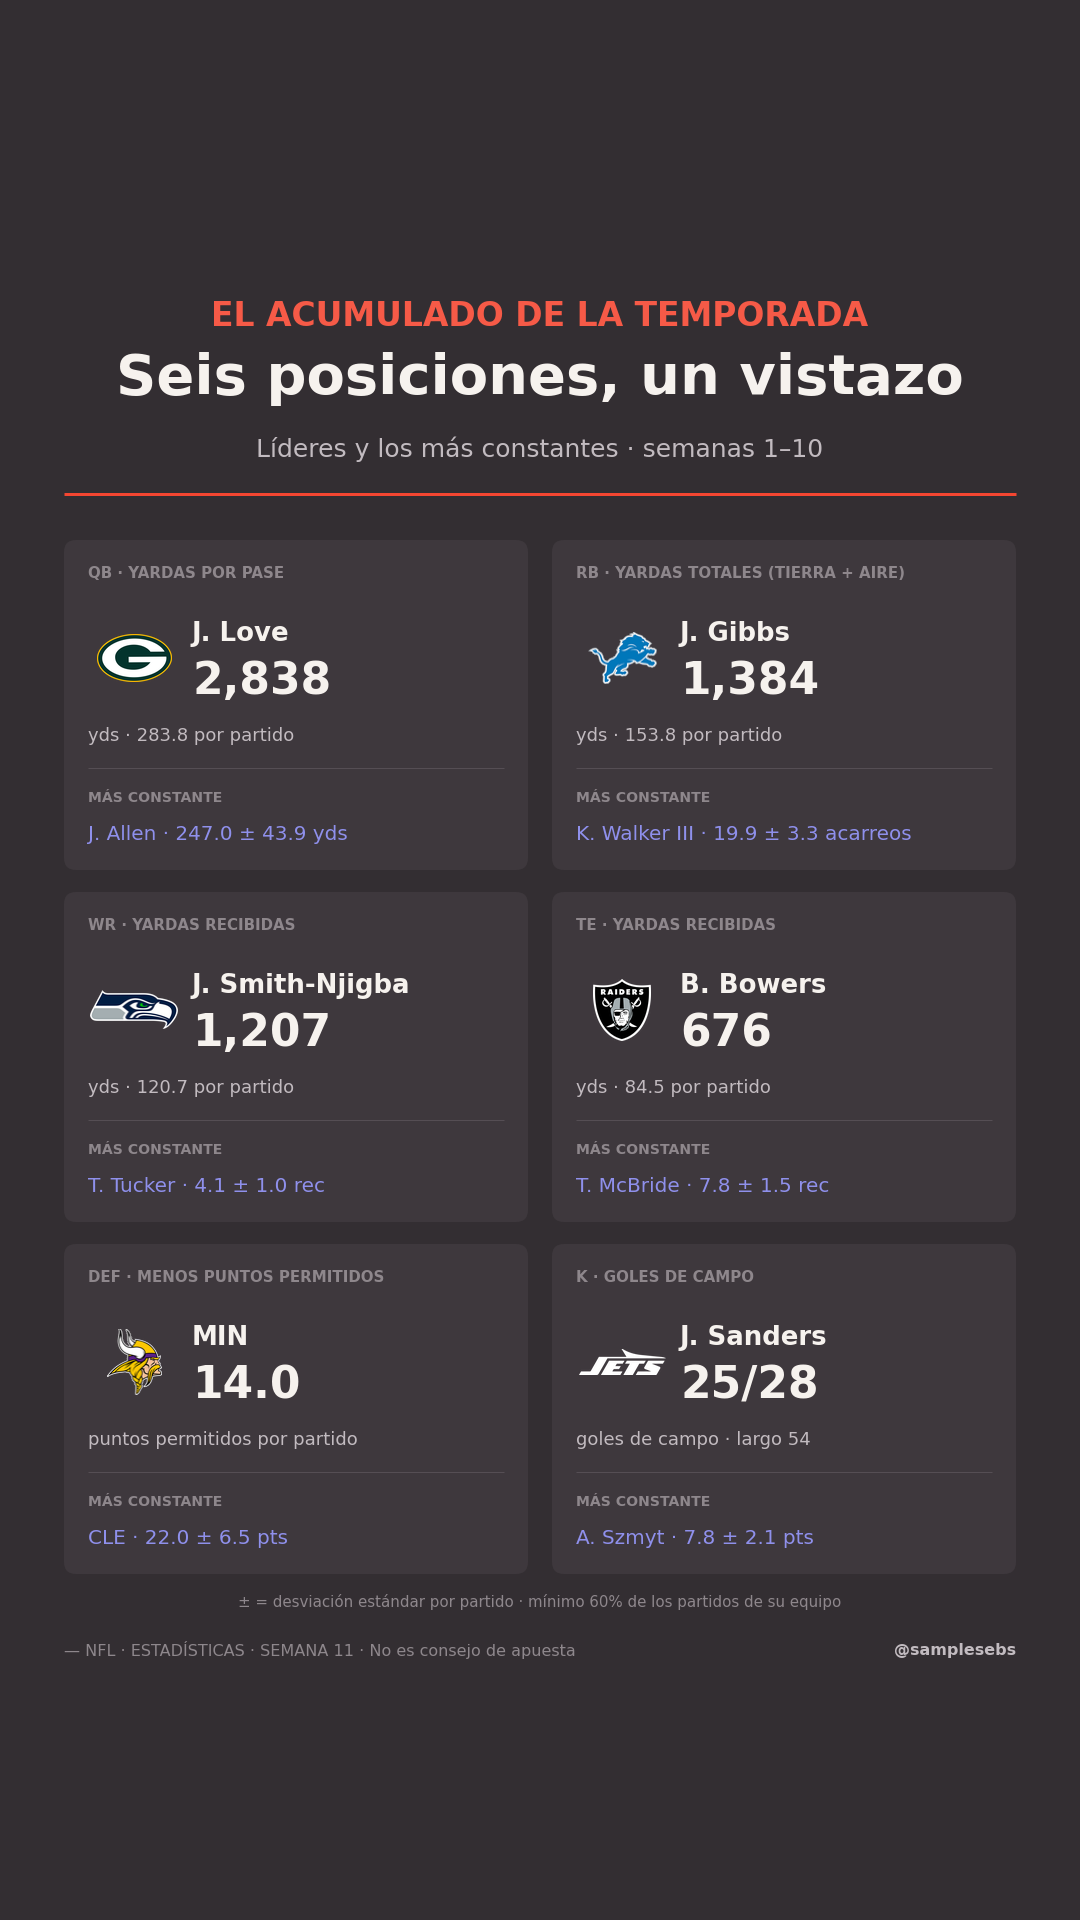 EL ACUMULADO DE LA TEMPORADA
Seis posiciones, un vistazo
Líderes y los más constantes · semanas 1–10
QB · YARDAS POR PASE
J. Love
2,838
yds · 283.8 por partido
MÁS CONSTANTE
J. Allen · 247.0 ± 43.9 yds
RB · YARDAS TOTALES (TIERRA + AIRE)
J. Gibbs
1,384
yds · 153.8 por partido
MÁS CONSTANTE
K. Walker III · 19.9 ± 3.3 acarreos
WR · YARDAS RECIBIDAS
J. Smith-Njigba
1,207
yds · 120.7 por partido
MÁS CONSTANTE
T. Tucker · 4.1 ± 1.0 rec
TE · YARDAS RECIBIDAS
RAIDERS
B. Bowers
676
yds · 84.5 por partido
MÁS CONSTANTE
T. McBride · 7.8 ± 1.5 rec
DEF · MENOS PUNTOS PERMITIDOS
MIN
14.0
puntos permitidos por partido
MÁS CONSTANTE
CLE · 22.0 ± 6.5 pts
K · GOLES DE CAMPO
JETS
J. Sanders
25/28
goles de campo · largo 54
MÁS CONSTANTE
A. Szmyt · 7.8 ± 2.1 pts
± = desviación estándar por partido · mínimo 60% de los partidos de su equipo
— NFL · ESTADÍSTICAS · SEMANA 11 · No es consejo de apuesta
@samplesebs